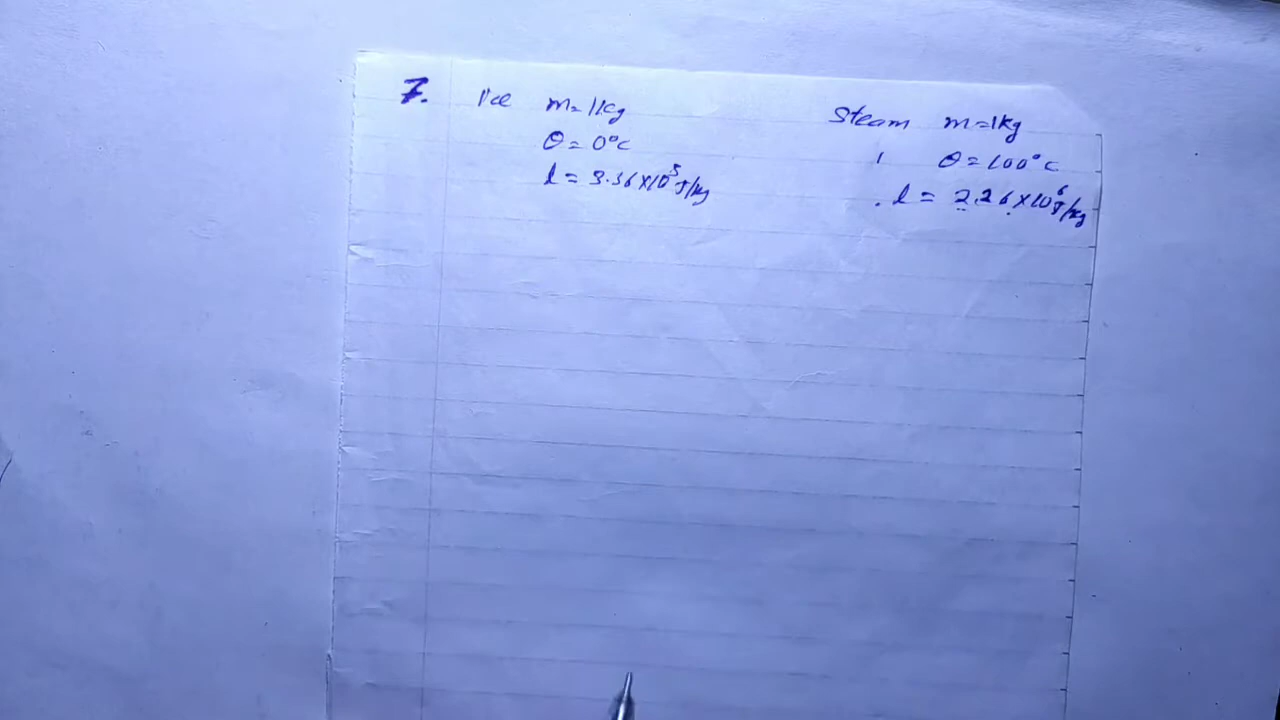 7. Ice m = 1kg
θ = 0°C
l = 3.36×10⁵ J/kg
Steam m = 1kg
θ = 100°C
l = 2.26×10⁶ J/kg